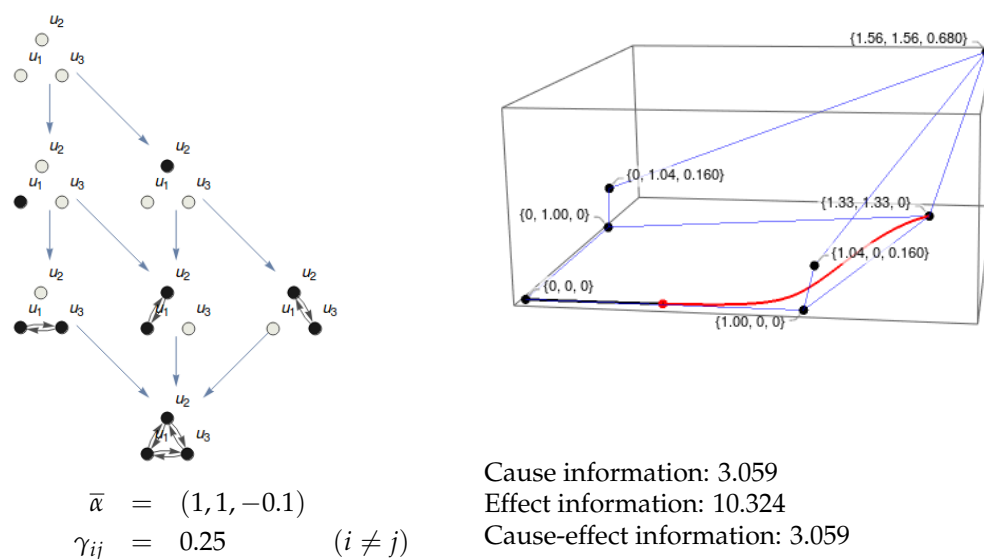 u₂
u₁ u₃
u₂ u₂
u₁ u₃ u₁ u₃
u₂ u₂ u₂
u₁ u₃ u₁ u₃ u₁ u₃
u₂
u₁ u₃
α̅ = (1, 1, −0.1)
γᵢⱼ = 0.25 (i ≠ j)
{1.56, 1.56, 0.680}
{0, 1.04, 0.160}
{1.33, 1.33, 0}
{0, 1.00, 0}
{1.04, 0, 0.160}
{0, 0, 0}
{1.00, 0, 0}
Cause information: 3.059
Effect information: 10.324
Cause-effect information: 3.059